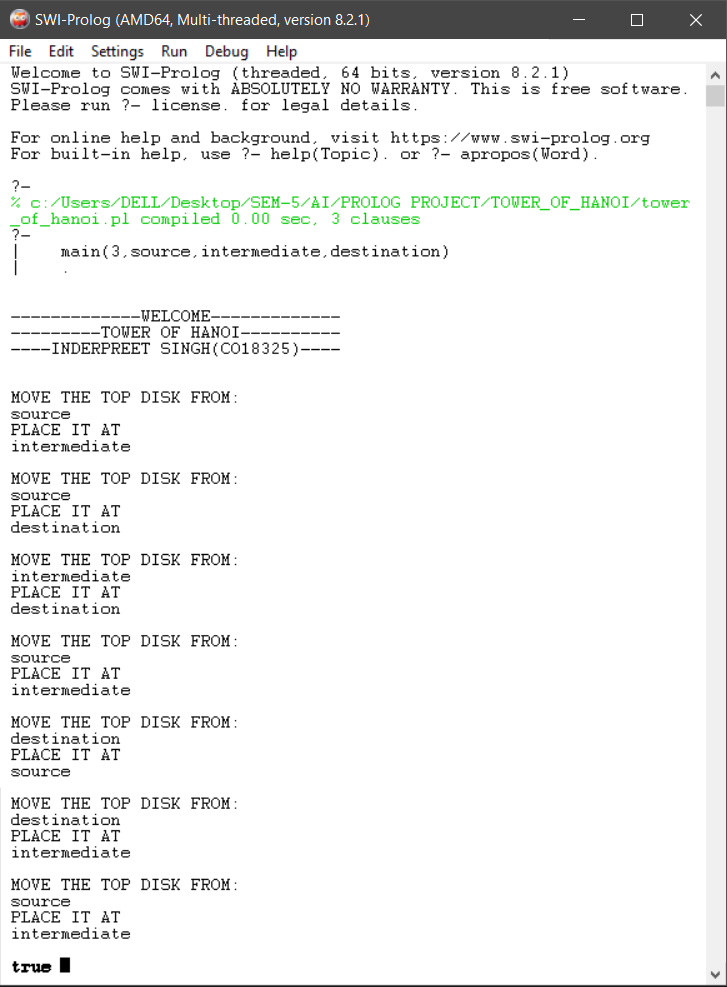 SWI-Prolog (AMD64, Multi-threaded, version 8.2.1)
File Edit Settings Run Debug Help
Welcome to SWI-Prolog (threaded, 64 bits, version 8.2.1)
SWI-Prolog comes with ABSOLUTELY NO WARRANTY. This is free software.
Please run ?- license. for legal details.

For online help and background, visit https://www.swi-prolog.org
For built-in help, use ?- help(Topic). or ?- apropos(Word).

?-
% c:/Users/DELL/Desktop/SEM-5/AI/PROLOG PROJECT/TOWER_OF_HANOI/tower
_of_hanoi.pl compiled 0.00 sec, 3 clauses
?-
|    main(3,source,intermediate,destination)
|    .

-------------WELCOME-------------
---------TOWER OF HANOI----------
----INDERPREET SINGH(CO18325)----

MOVE THE TOP DISK FROM:
source
PLACE IT AT
intermediate

MOVE THE TOP DISK FROM:
source
PLACE IT AT
destination

MOVE THE TOP DISK FROM:
intermediate
PLACE IT AT
destination

MOVE THE TOP DISK FROM:
source
PLACE IT AT
intermediate

MOVE THE TOP DISK FROM:
destination
PLACE IT AT
source

MOVE THE TOP DISK FROM:
destination
PLACE IT AT
intermediate

MOVE THE TOP DISK FROM:
source
PLACE IT AT
intermediate

true